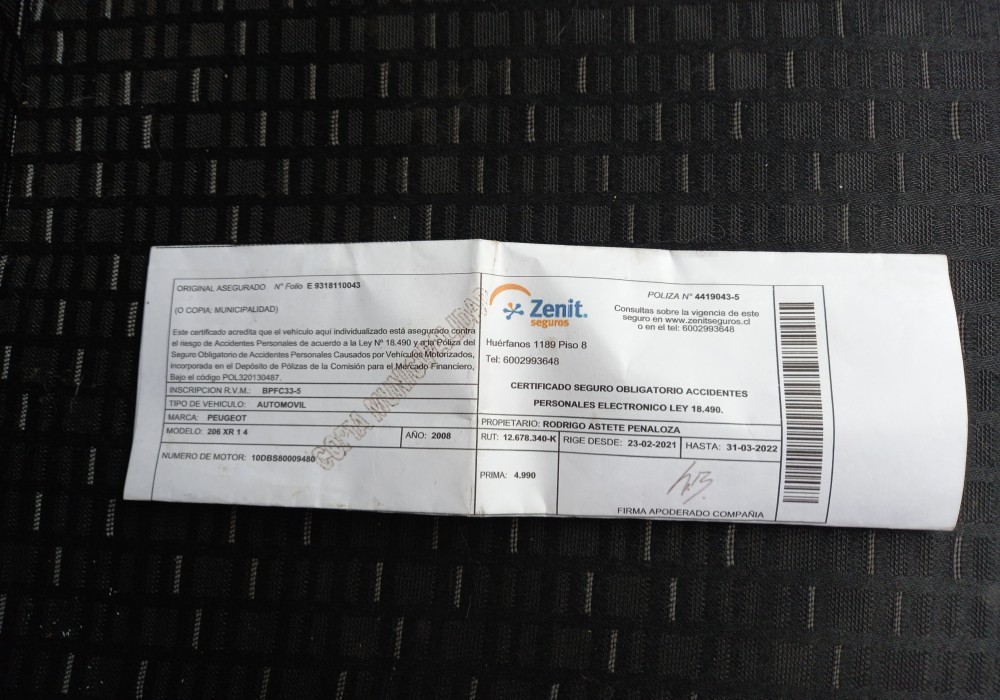 ORIGINAL ASEGURADO N° Folio E 9318110043
(O COPIA: MUNICIPALIDAD)
Este certificado acredita que el vehículo aquí individualizado está asegurado contra
el riesgo de Accidentes Personales de acuerdo a la Ley Nº 18.490 y a la Póliza del
Seguro Obligatorio de Accidentes Personales Causados por Vehículos Motorizados,
incorporada en el Depósito de Pólizas de la Comisión para el Mercado Financiero,
Bajo el código POL320130487.
INSCRIPCION R.V.M.: BPFC33-5
TIPO DE VEHICULO: AUTOMOVIL
MARCA: PEUGEOT
MODELO: 206 XR 1 4
AÑO: 2008
NUMERO DE MOTOR: 10DBS80009480
COPIA MUNICIPALIDAD
Zenit.
seguros
POLIZA N° 4419043-5
Consultas sobre la vigencia de este
seguro en www.zenitseguros.cl
o en el tel: 6002993648
Huérfanos 1189 Piso 8
Tel: 6002993648
CERTIFICADO SEGURO OBLIGATORIO ACCIDENTES
PERSONALES ELECTRONICO LEY 18.490.
PROPIETARIO: RODRIGO ASTETE PENALOZA
RUT: 12.678.340-K RIGE DESDE: 23-02-2021 HASTA: 31-03-2022
PRIMA: 4.990
FIRMA APODERADO COMPAÑIA